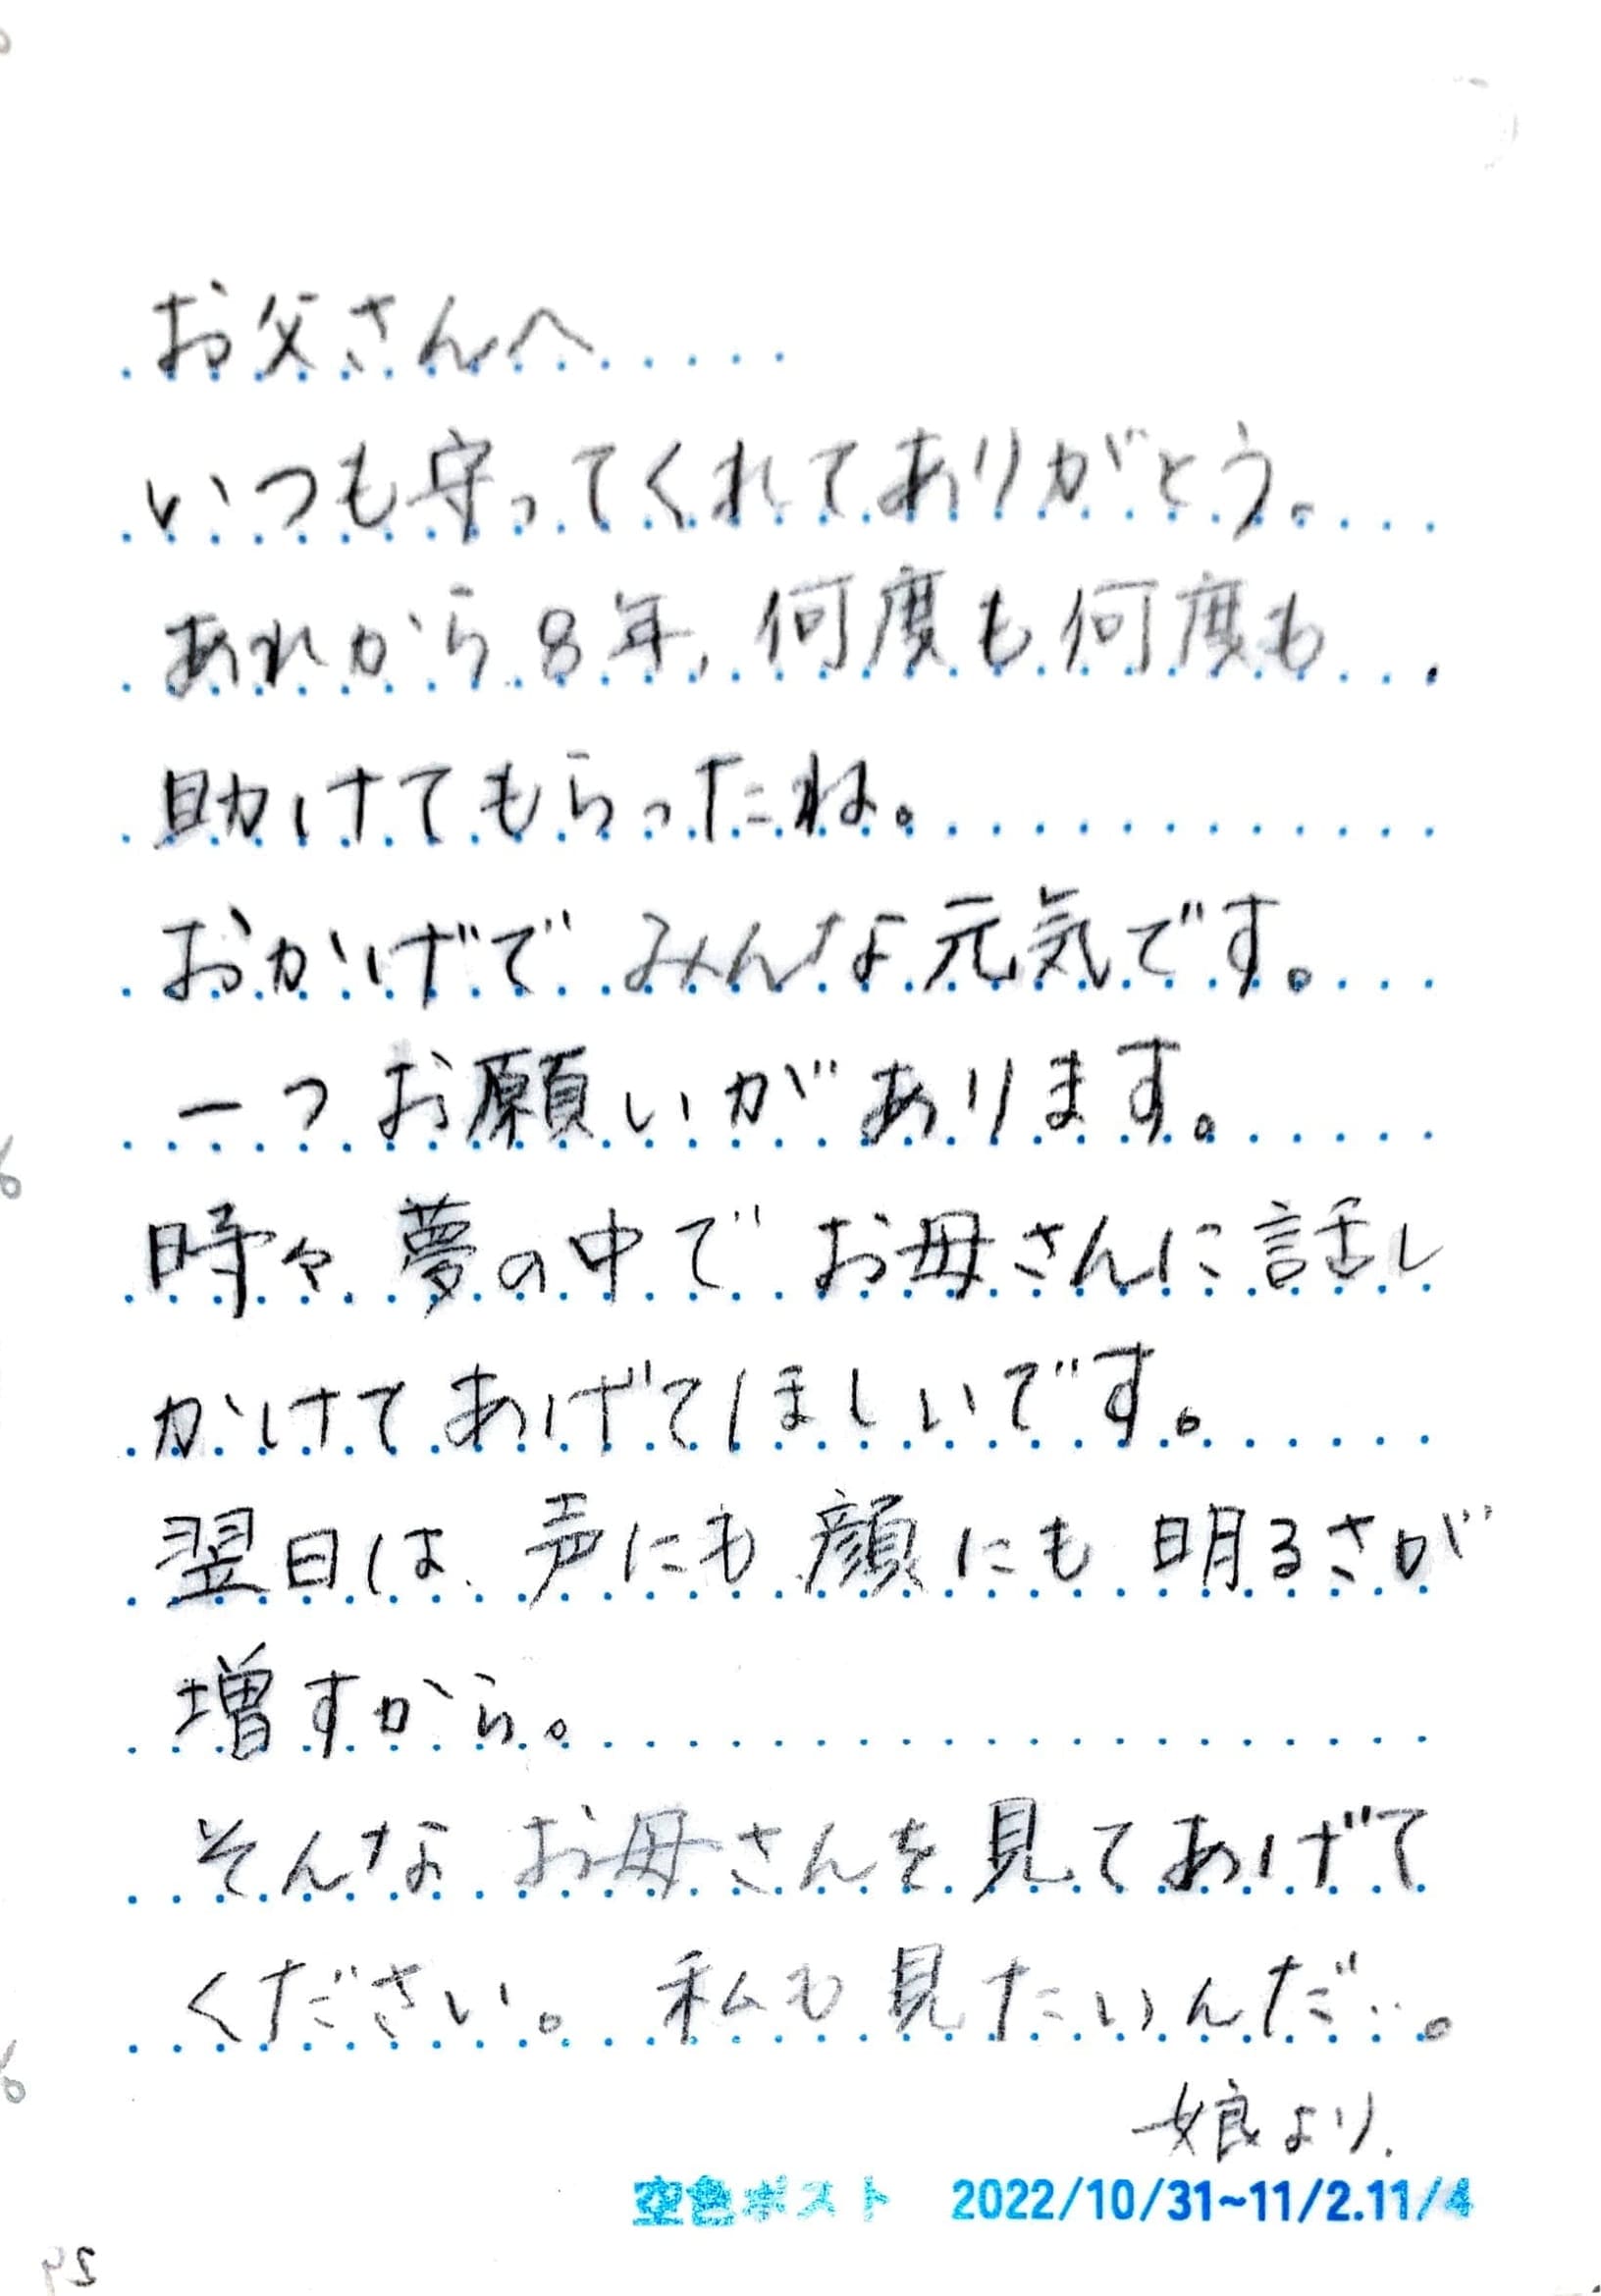 お父さんへ
いつも守ってくれてありがとう。
あれから8年、何度も何度も
助けてもらったね。
おかげで みんな元気です。
一つお願いがあります。
時々、夢の中で お母さんに話し
かけてあげてほしいです。
翌日は、声にも顔にも明るさが
増すから。
そんな お母さんを見てあげて
ください。 私も見たいんだ…。
娘より.
空色ポスト 2022/10/31~11/2.11/4